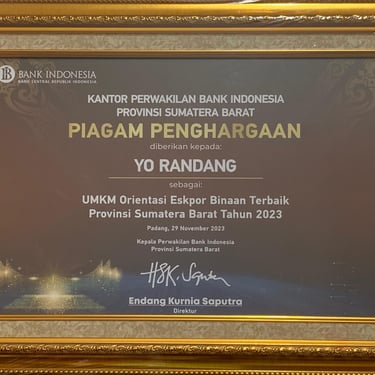 BANK INDONESIA
BANK CENTRAL REPUBLIK INDONESIA
KANTOR PERWAKILAN BANK INDONESIA
PROVINSI SUMATERA BARAT
PIAGAM PENGHARGAAN
diberikan kepada:
YO RANDANG
sebagai:
UMKM Orientasi Eskpor Binaan Terbaik
Provinsi Sumatera Barat Tahun 2023
Padang, 29 November 2023
Kepala Perwakilan Bank Indonesia
Provinsi Sumatera Barat
Endang Kurnia Saputra
Direktur